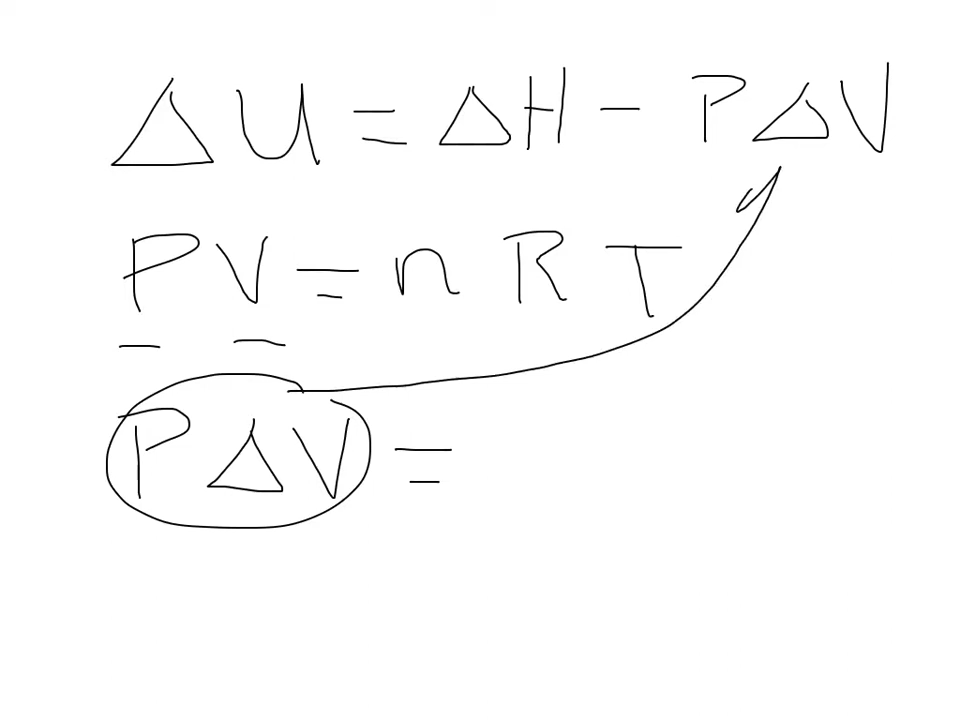 ΔU = ΔH - PΔV
PV = nRT
PΔV =